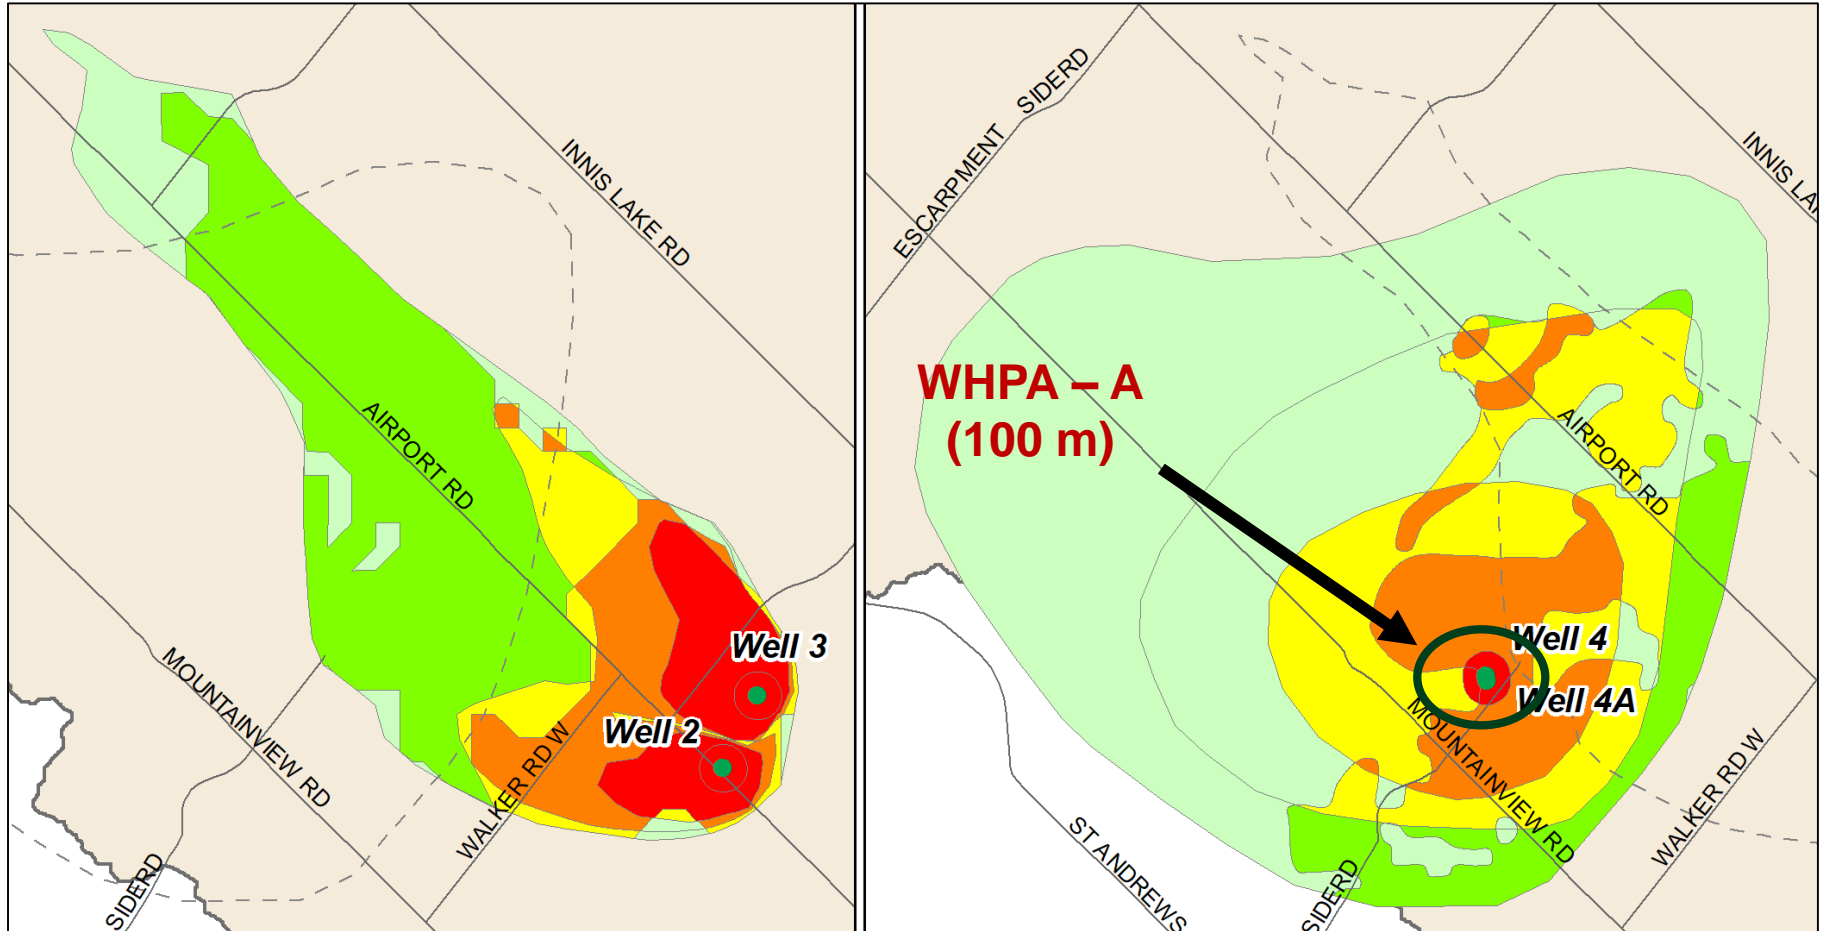 INNIS LAKE RD
AIRPORT RD
Well 3
MOUNTAINVIEW RD
Well 2
WALKER RD W
SIDERD
ESCARPMENT SIDERD
INNIS LA
WHPA – A
(100 m)
AIRPORT RD
Well 4
Well 4A
MOUNTAINVIEW RD
WALKER RD W
ST ANDREWS
SIDERD